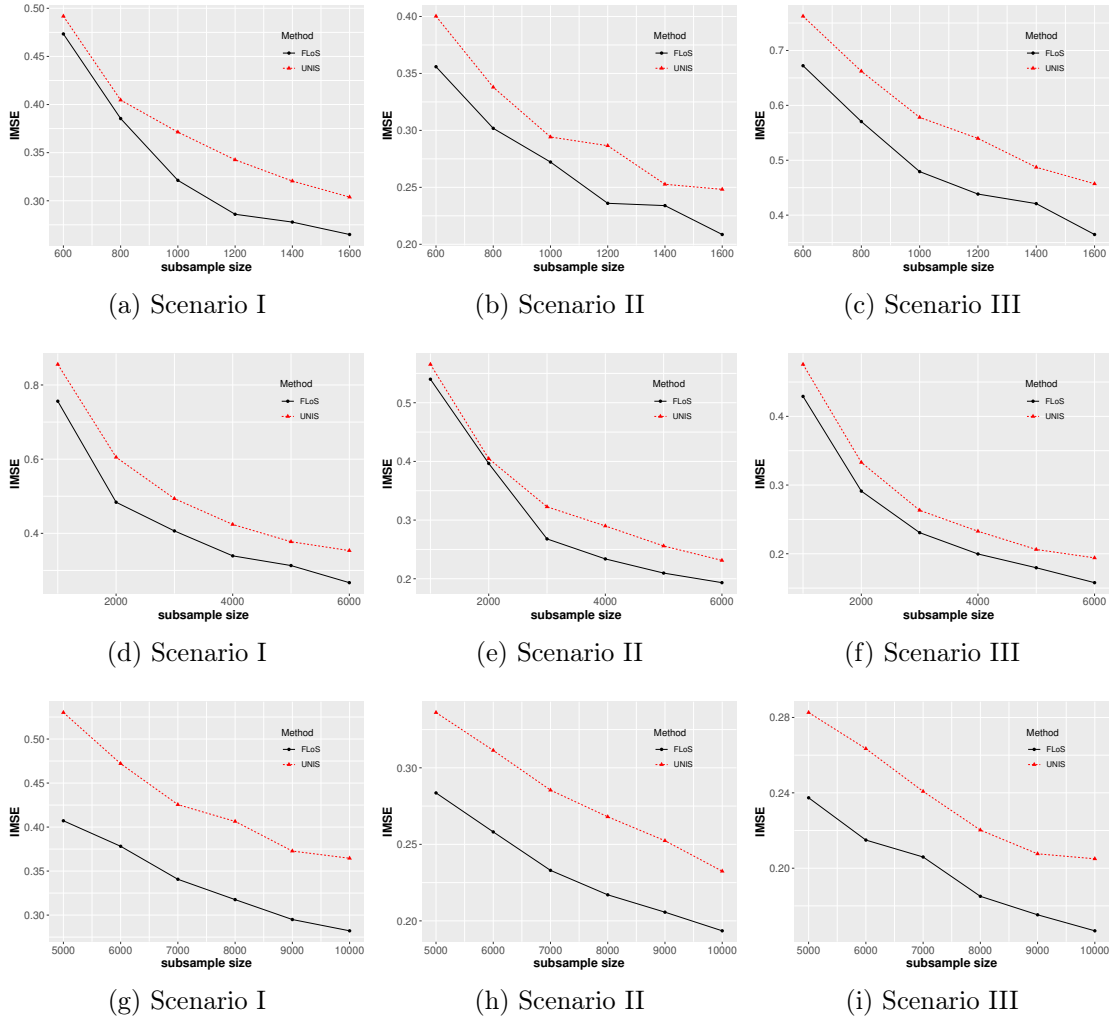 0.50
0.45
0.40
0.35
0.30
IMSE
Method
FLoS
UNIS
600 800 1000 1200 1400 1600
subsample size
(a) Scenario I
0.40
0.35
0.30
0.25
0.20
IMSE
Method
FLoS
UNIS
600 800 1000 1200 1400 1600
subsample size
(b) Scenario II
0.7
0.6
0.5
0.4
IMSE
Method
FLoS
UNIS
600 800 1000 1200 1400 1600
subsample size
(c) Scenario III
0.8
0.6
0.4
IMSE
Method
FLoS
UNIS
2000 4000 6000
subsample size
(d) Scenario I
0.5
0.4
0.3
0.2
IMSE
Method
FLoS
UNIS
2000 4000 6000
subsample size
(e) Scenario II
0.4
0.3
0.2
IMSE
Method
FLoS
UNIS
2000 4000 6000
subsample size
(f) Scenario III
0.50
0.45
0.40
0.35
0.30
IMSE
Method
FLoS
UNIS
5000 6000 7000 8000 9000 10000
subsample size
(g) Scenario I
0.30
0.25
0.20
IMSE
Method
FLoS
UNIS
5000 6000 7000 8000 9000 10000
subsample size
(h) Scenario II
0.28
0.24
0.20
IMSE
Method
FLoS
UNIS
5000 6000 7000 8000 9000 10000
subsample size
(i) Scenario III